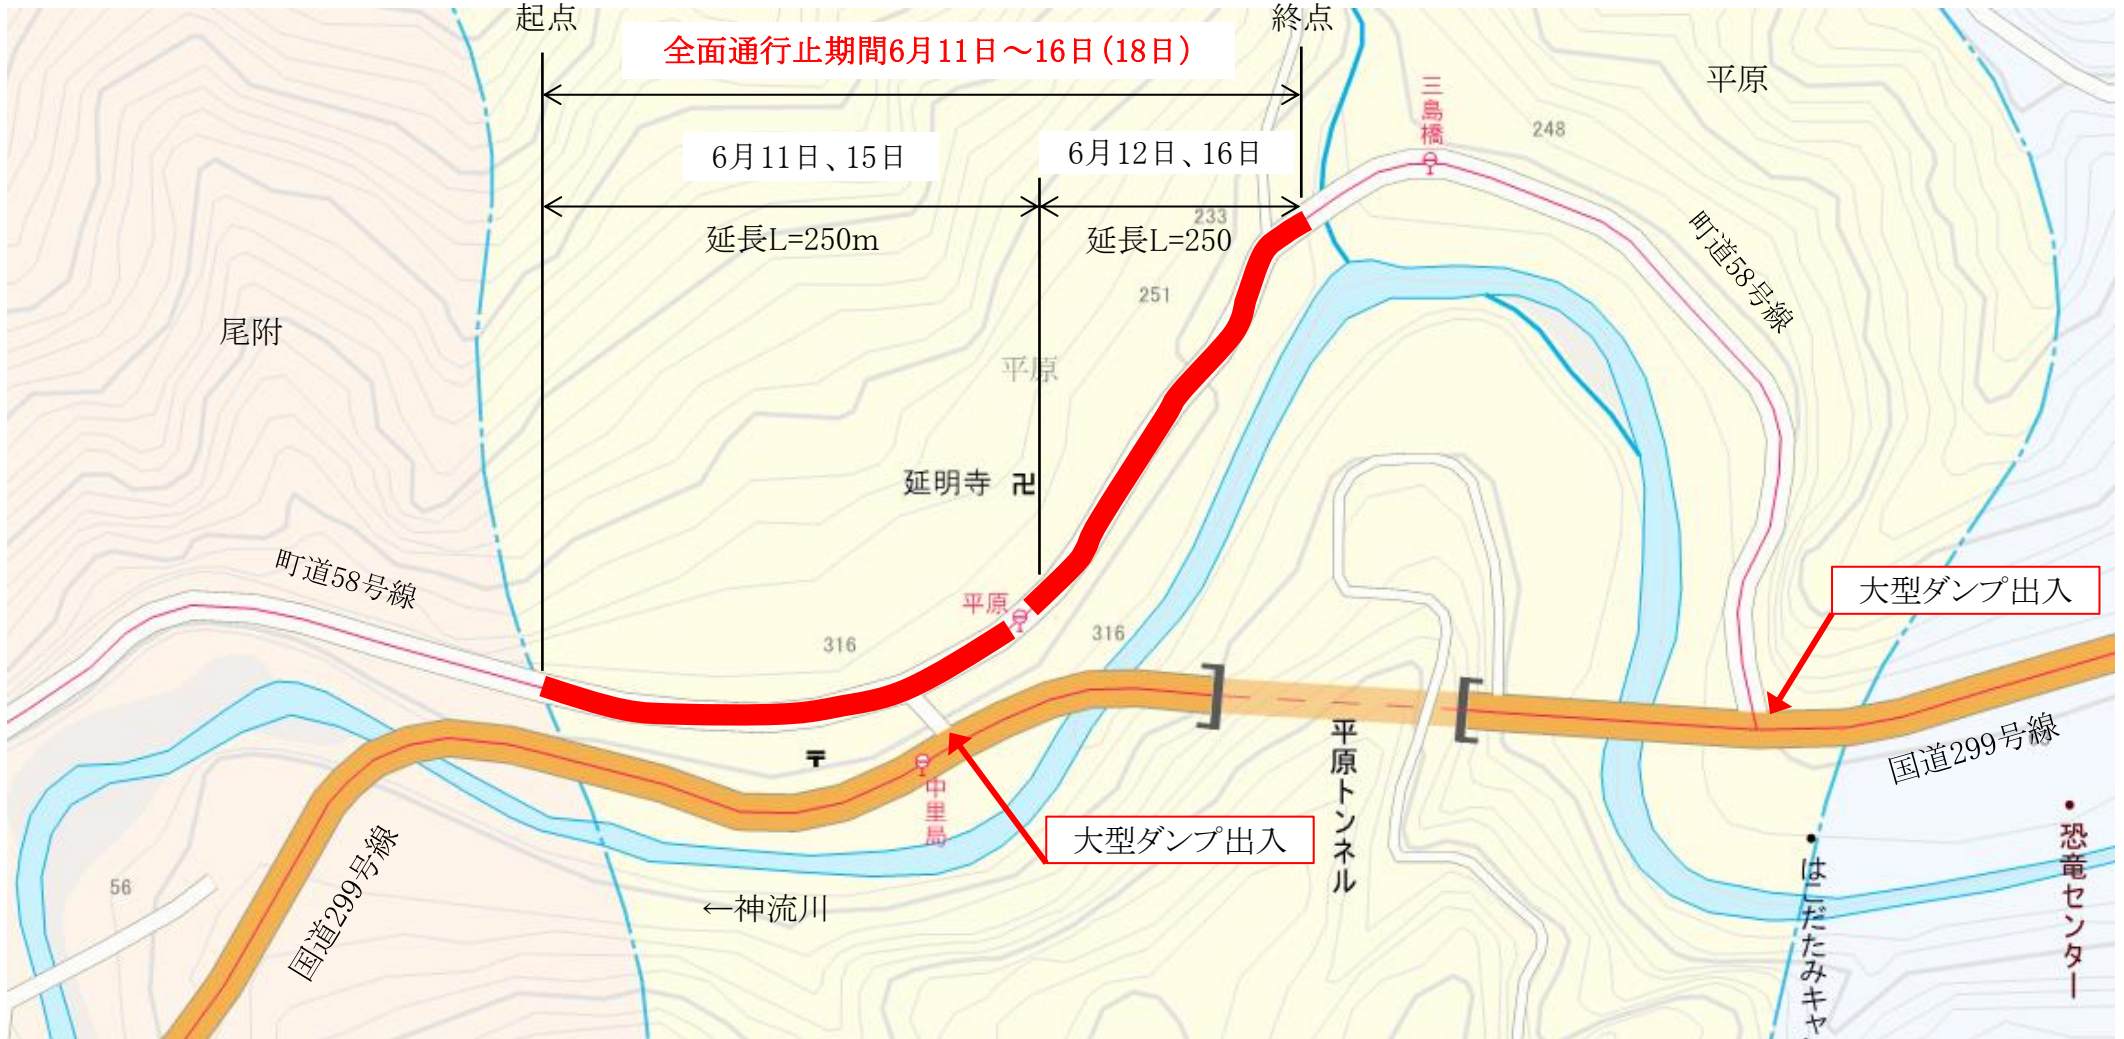 起点
終点
全面通行止期間6月11日～16日(18日)
平原
三島橋
248
6月11日、15日
6月12日、16日
233
延長L=250m
延長L=250
町道58号線
251
尾附
平原
延明寺
町道58号線
平原
316
316
大型ダンプ出入
国道299号線
平原トンネル
〒
中里局
大型ダンプ出入
恐竜センター
はこだたみキャ
国道299号線
56
←神流川